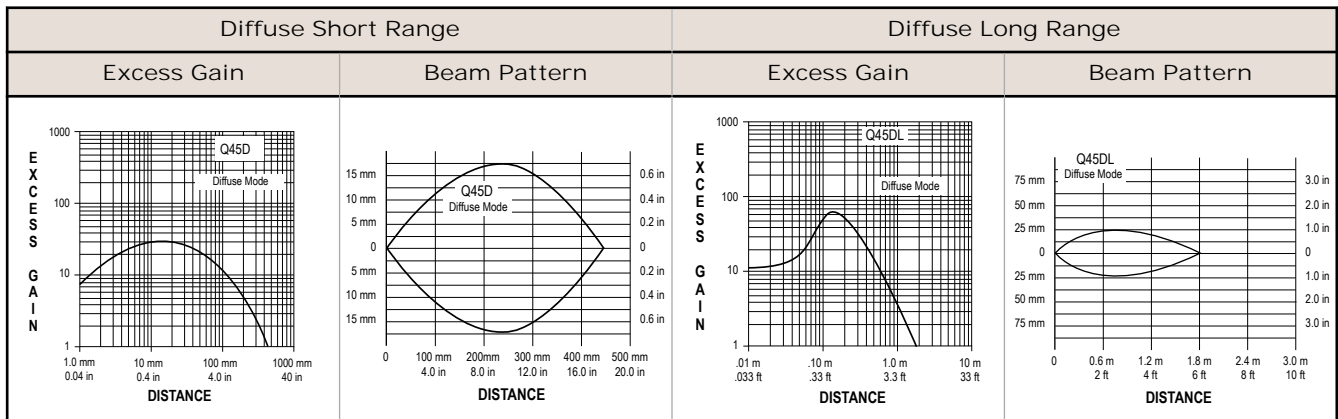 Diffuse Short Range
Diffuse Long Range
Excess Gain
Beam Pattern
Excess Gain
Beam Pattern
EXCESS GAIN
1000
100
10
1
Q45D
Diffuse Mode
1.0 mm 10 mm 100 mm 1000 mm
0.04 in 0.4 in 4.0 in 40 in
DISTANCE
15 mm
10 mm
5 mm
0
5 mm
10 mm
15 mm
Q45D
Diffuse Mode
0.6 in
0.4 in
0.2 in
0
0.2 in
0.4 in
0.6 in
0 100 mm 200mm 300 mm 400 mm 500 mm
4.0 in 8.0 in 12.0 in 16.0 in 20.0 in
DISTANCE
EXCESS GAIN
1000
100
10
1
Q45DL
Diffuse Mode
.01 m .10 m 1.0 m 10 m
.033 ft .33 ft 3.3 ft 33 ft
DISTANCE
75 mm
50 mm
25 mm
0
25 mm
50 mm
75 mm
Q45DL
Diffuse Mode
3.0 in
2.0 in
1.0 in
0
1.0 in
2.0 in
3.0 in
0 0.6 m 1.2 m 1.8 m 2.4 m 3.0 m
2 ft 4 ft 6 ft 8 ft 10 ft
DISTANCE